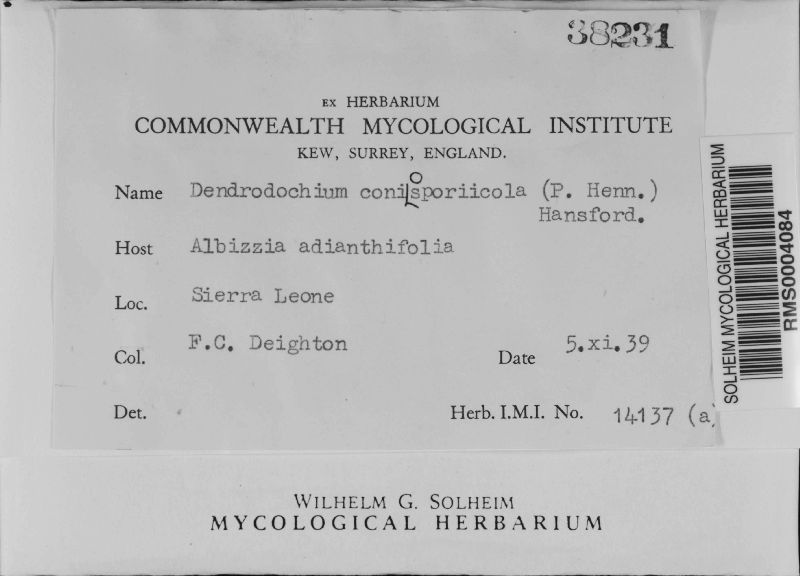 38231
EX HERBARIUM
COMMONWEALTH MYCOLOGICAL INSTITUTE
KEW, SURREY, ENGLAND.
Name Dendrodochium coniosporiicola (P. Henn.)
Hansford.
Host Albizzia adianthifolia
Loc. Sierra Leone
Col. F.C. Deighton Date 5.xi.39
Det. Herb. I.M.I. No. 14137 (a)
SOLHEIM MYCOLOGICAL HERBARIUM
RMS0004084
WILHELM G. SOLHEIM
MYCOLOGICAL HERBARIUM